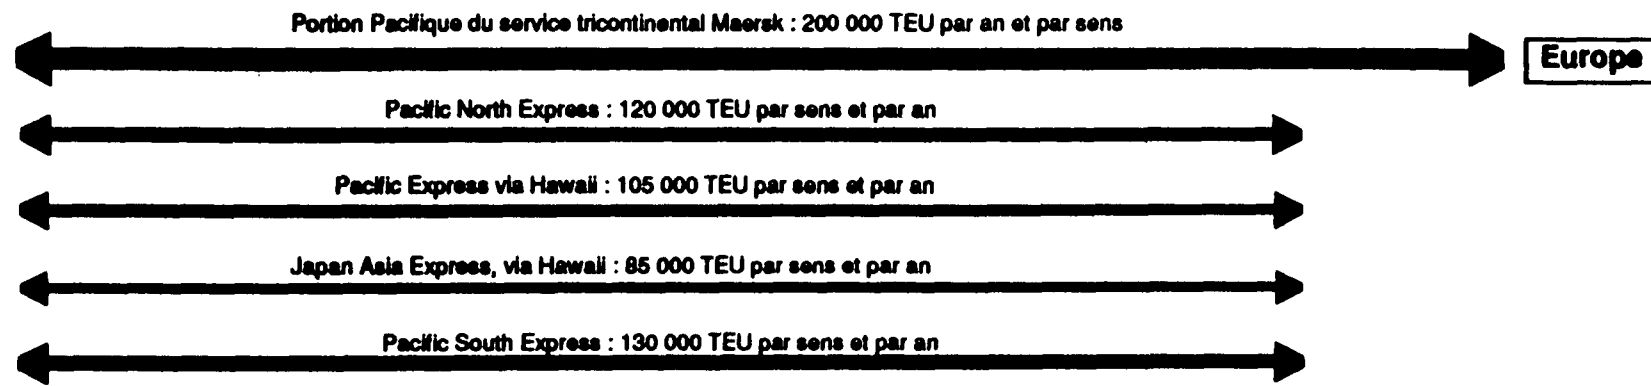 Portion Pacifique du service tricontinental Maersk : 200 000 TEU par an et par sens
Europe
Pacific North Express : 120 000 TEU par sens et par an
Pacific Express via Hawaii : 105 000 TEU par sens et par an
Japan Asia Express, via Hawaii : 85 000 TEU par sens et par an
Pacific South Express : 130 000 TEU par sens et par an